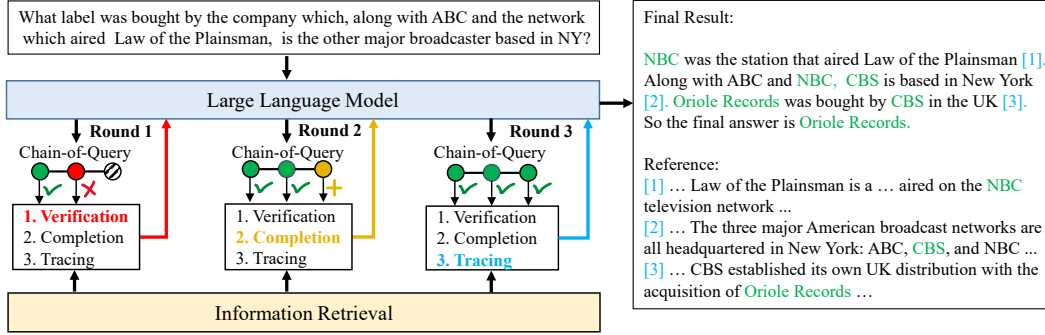 What label was bought by the company which, along with ABC and the network
which aired Law of the Plainsman, is the other major broadcaster based in NY?
Large Language Model
Round 1
Chain-of-Query
1. Verification
2. Completion
3. Tracing
Round 2
Chain-of-Query
1. Verification
2. Completion
3. Tracing
Round 3
Chain-of-Query
1. Verification
2. Completion
3. Tracing
Information Retrieval
Final Result:
NBC was the station that aired Law of the Plainsman [1].
Along with ABC and NBC, CBS is based in New York
[2]. Oriole Records was bought by CBS in the UK [3].
So the final answer is Oriole Records.
Reference:
[1] … Law of the Plainsman is a … aired on the NBC
television network ...
[2] … The three major American broadcast networks are
all headquartered in New York: ABC, CBS, and NBC ...
[3] … CBS established its own UK distribution with the
acquisition of Oriole Records …